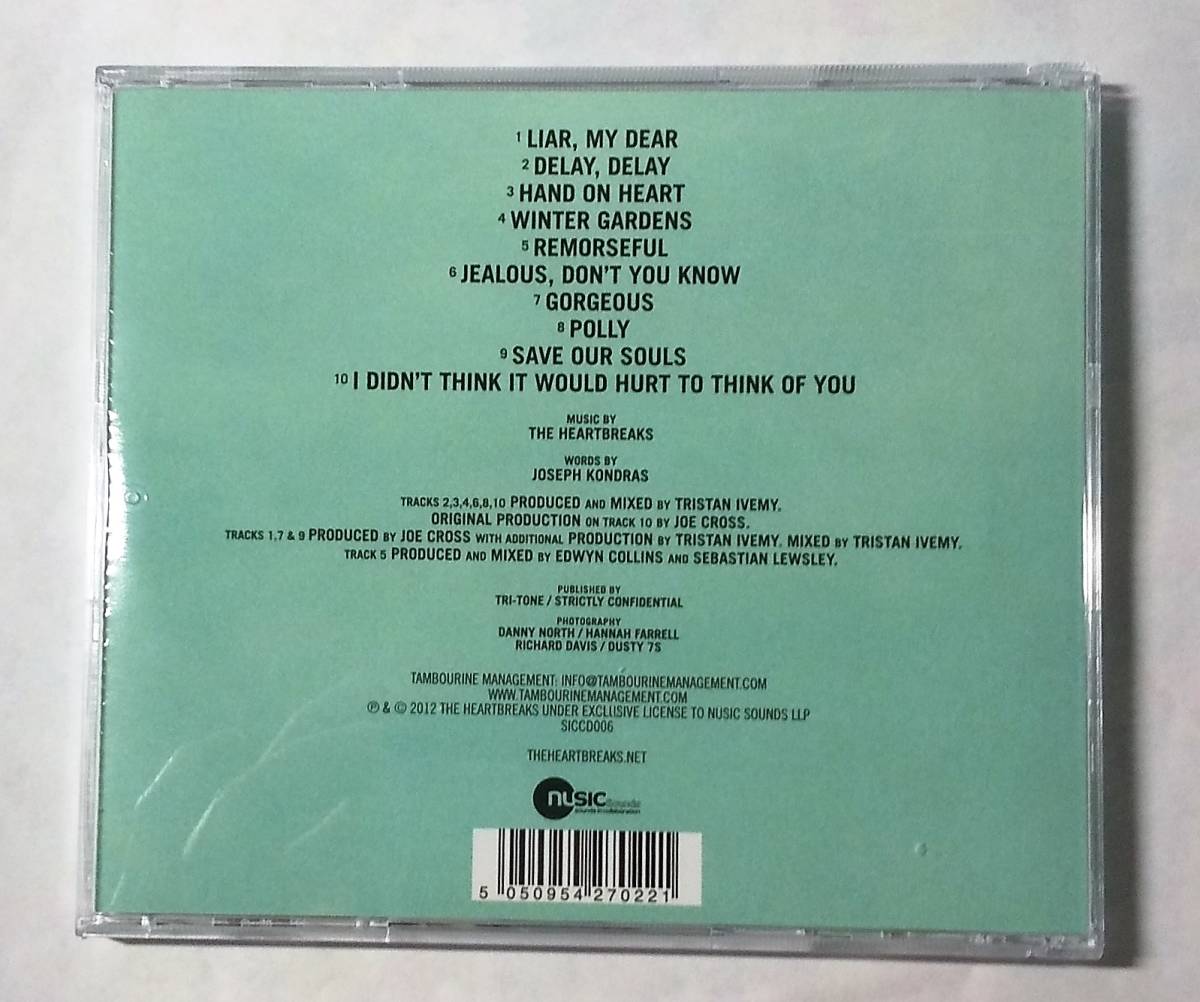 1 LIAR, MY DEAR
2 DELAY, DELAY
3 HAND ON HEART
4 WINTER GARDENS
5 REMORSEFUL
6 JEALOUS, DON'T YOU KNOW
7 GORGEOUS
8 POLLY
9 SAVE OUR SOULS
10 I DIDN'T THINK IT WOULD HURT TO THINK OF YOU
MUSIC BY
THE HEARTBREAKS
WORDS BY
JOSEPH KONDRAS
TRACKS 2,3,4,6,8,10 PRODUCED AND MIXED BY TRISTAN IVEMY.
ORIGINAL PRODUCTION ON TRACK 10 BY JOE CROSS.
TRACKS 1,7 & 9 PRODUCED BY JOE CROSS WITH ADDITIONAL PRODUCTION BY TRISTAN IVEMY. MIXED BY TRISTAN IVEMY.
TRACK 5 PRODUCED AND MIXED BY EDWYN COLLINS AND SEBASTIAN LEWSLEY.
PUBLISHED BY
TRI-TONE / STRICTLY CONFIDENTIAL
PHOTOGRAPHY
DANNY NORTH / HANNAH FARRELL
RICHARD DAVIS / DUSTY 7S
TAMBOURINE MANAGEMENT: INFO@TAMBOURINEMANAGEMENT.COM
WWW.TAMBOURINEMANAGEMENT.COM
℗ & © 2012 THE HEARTBREAKS UNDER EXCLUSIVE LICENSE TO NUSIC SOUNDS LLP
SICCD006
THEHEARTBREAKS.NET
nusic sounds
sounds in collaboration
5 050954 270221